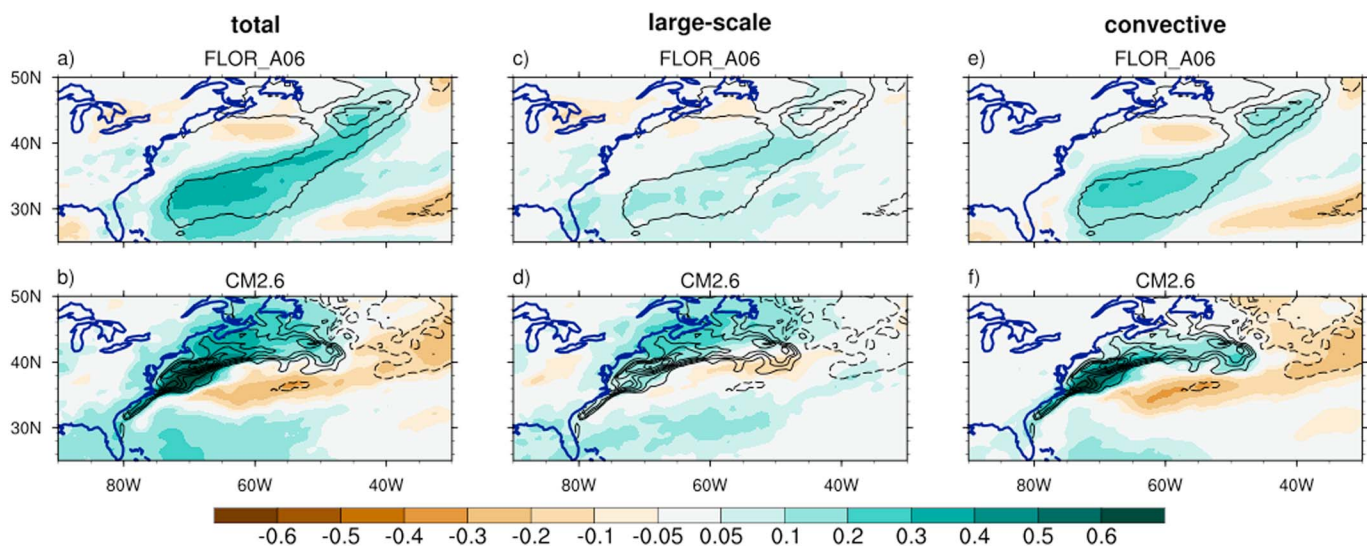 total large-scale convective
a) FLOR_A06 c) FLOR_A06 e) FLOR_A06
50N
40N
30N
b) CM2.6 d) CM2.6 f) CM2.6
50N
40N
30N
80W 60W 40W 80W 60W 40W 80W 60W 40W
-0.6 -0.5 -0.4 -0.3 -0.2 -0.1 -0.05 0.05 0.1 0.2 0.3 0.4 0.5 0.6